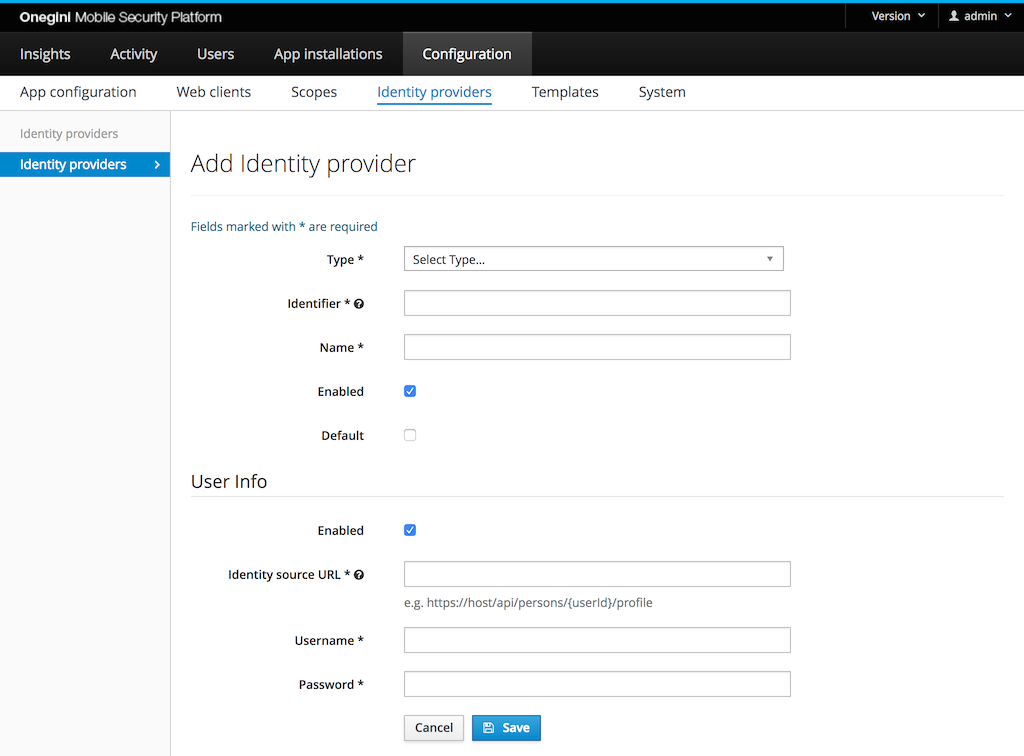 Onegini Mobile Security Platform Version admin
Insights Activity Users App installations Configuration
App configuration Web clients Scopes Identity providers Templates System
Identity providers
Identity providers
Add Identity provider
Fields marked with * are required
Type * Select Type...
Identifier *
Name *
Enabled
Default
User Info
Enabled
Identity source URL *
e.g. https://host/api/persons/{userId}/profile
Username *
Password *
Cancel Save